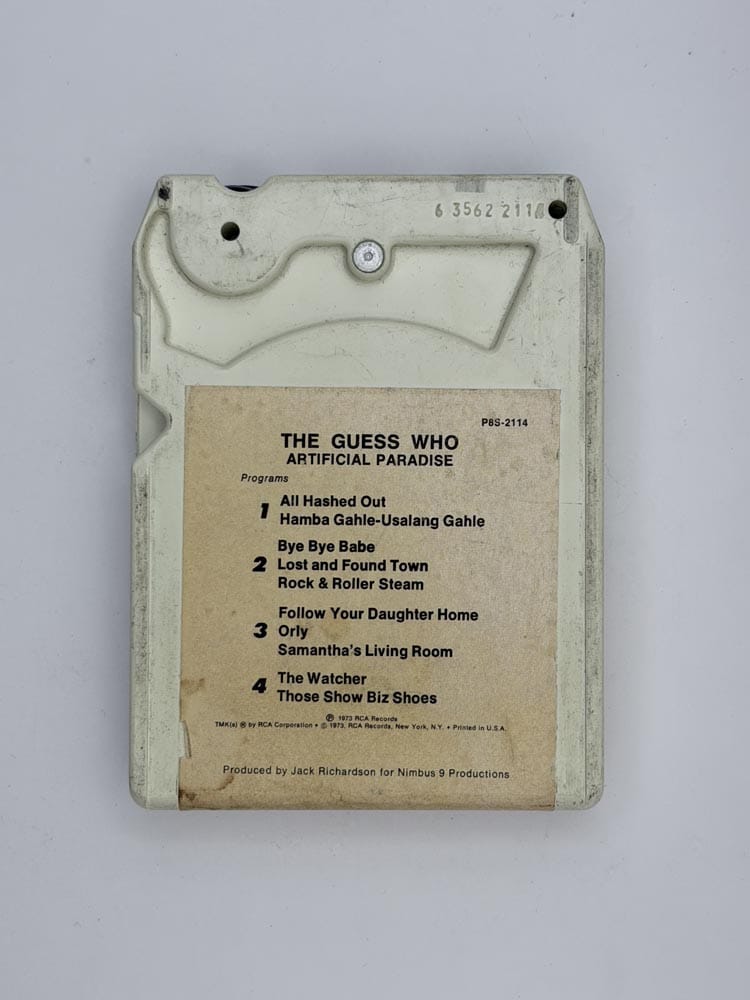 6 3562 2114
P8S-2114
THE GUESS WHO
ARTIFICIAL PARADISE
Programs
1 All Hashed Out
Hamba Gahle-Usalang Gahle
Bye Bye Babe
2 Lost and Found Town
Rock & Roller Steam
Follow Your Daughter Home
3 Orly
Samantha's Living Room
4 The Watcher
Those Show Biz Shoes
℗ 1973 RCA Records
TMK(s) ® by RCA Corporation • © 1973, RCA Records, New York, N.Y. • Printed in U.S.A.
Produced by Jack Richardson for Nimbus 9 Productions